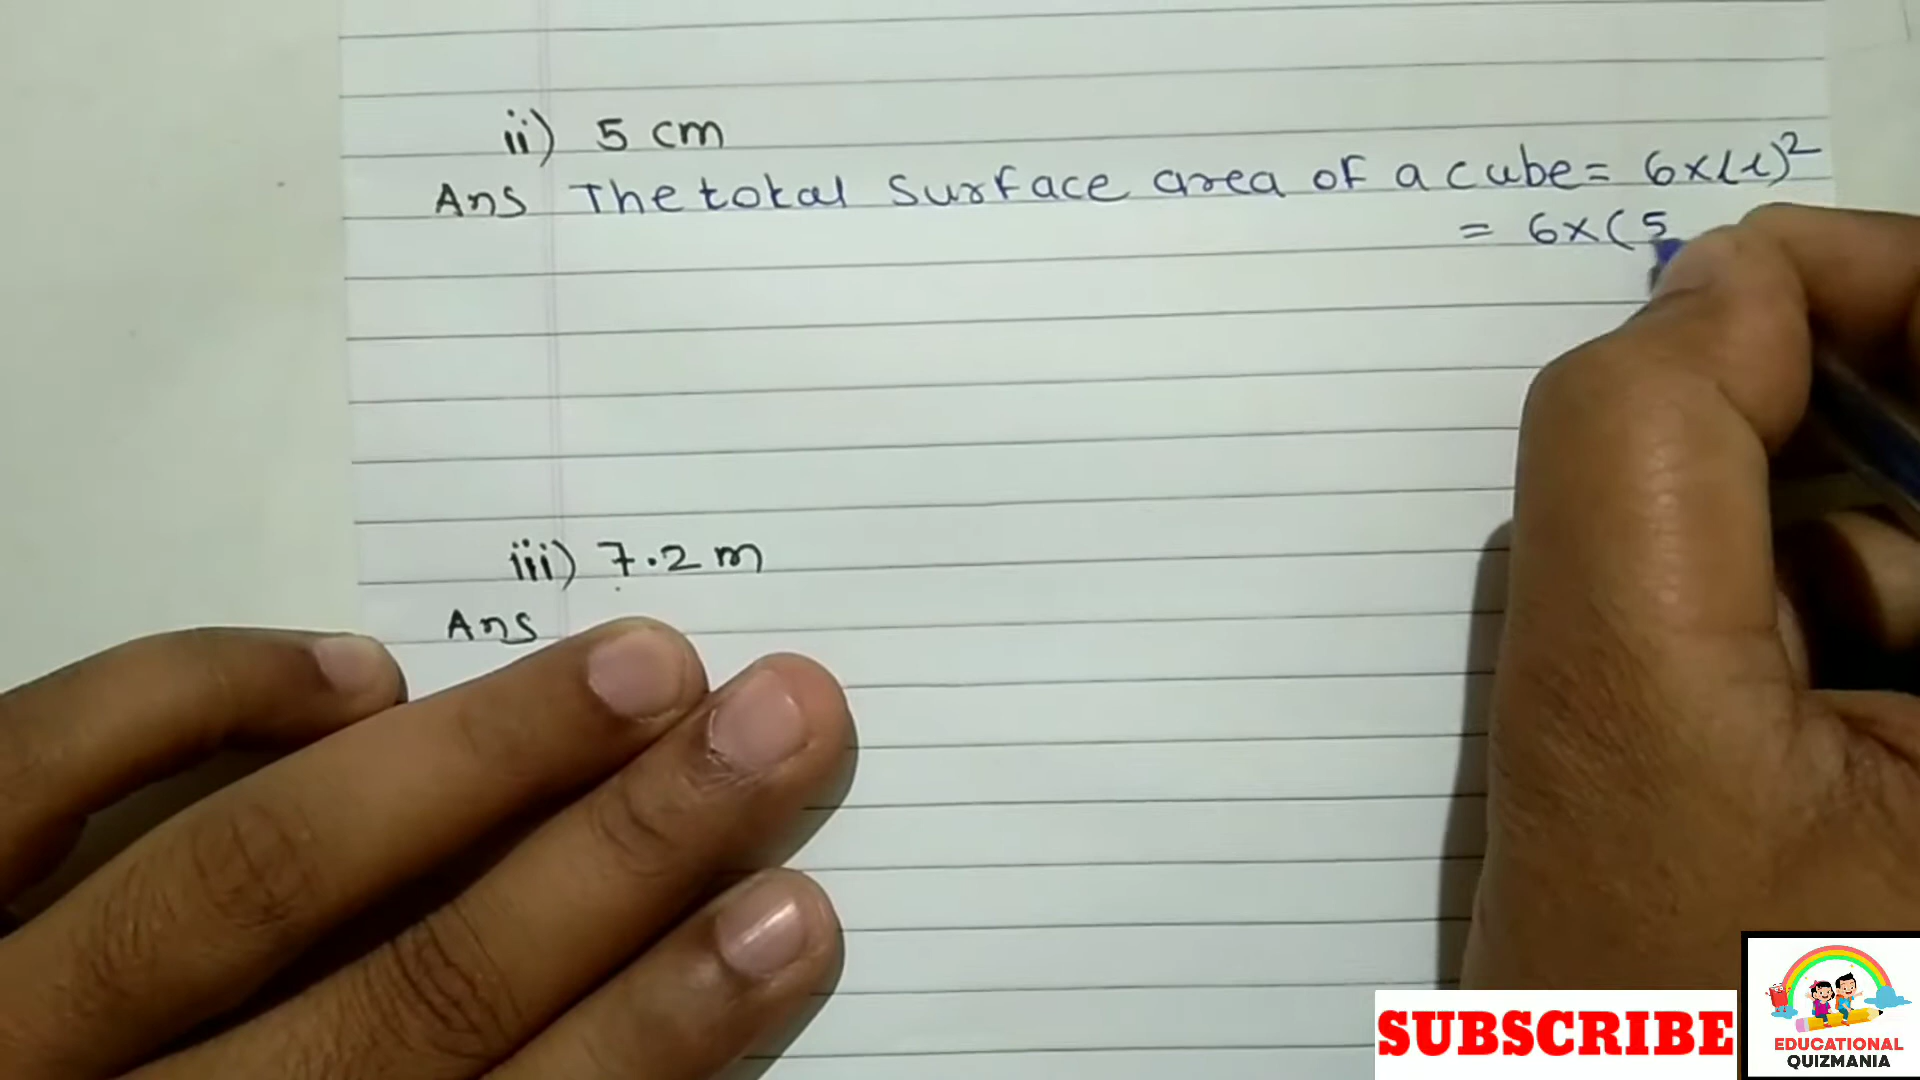 ii) 5 cm
Ans The total surface area of a cube = 6×(l)²
= 6×(5
iii) 7.2 m
Ans
SUBSCRIBE
EDUCATIONAL
QUIZMANIA